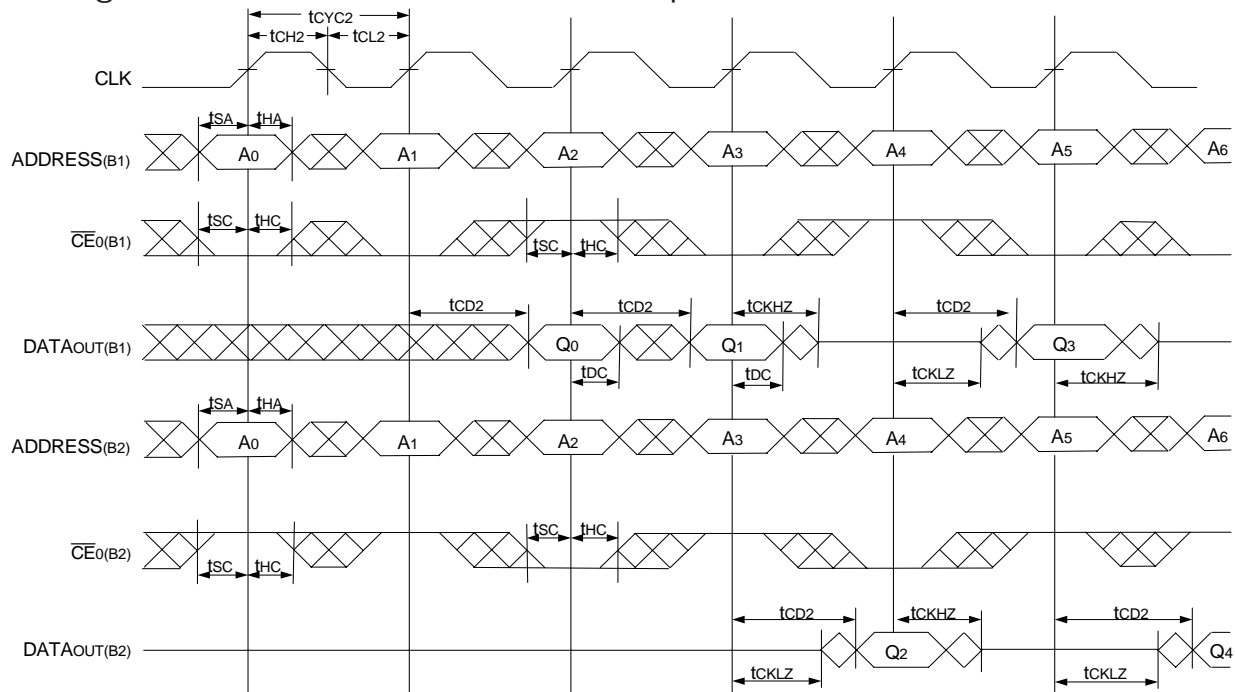 tCYC2
tCH2 tCL2
CLK
tSA tHA
ADDRESS(B1) A0 A1 A2 A3 A4 A5 A6
tSC tHC
CE0(B1) tSC tHC
tCD2 tCD2 tCKHZ tCD2
DATAOUT(B1) Q0 Q1 Q3
tDC tDC tCKLZ tCKHZ
tSA tHA
ADDRESS(B2) A0 A1 A2 A3 A4 A5 A6
tSC tHC
CE0(B2)
tSC tHC
tCD2 tCKHZ tCD2
DATAOUT(B2) Q2 Q4
tCKLZ tCKLZ